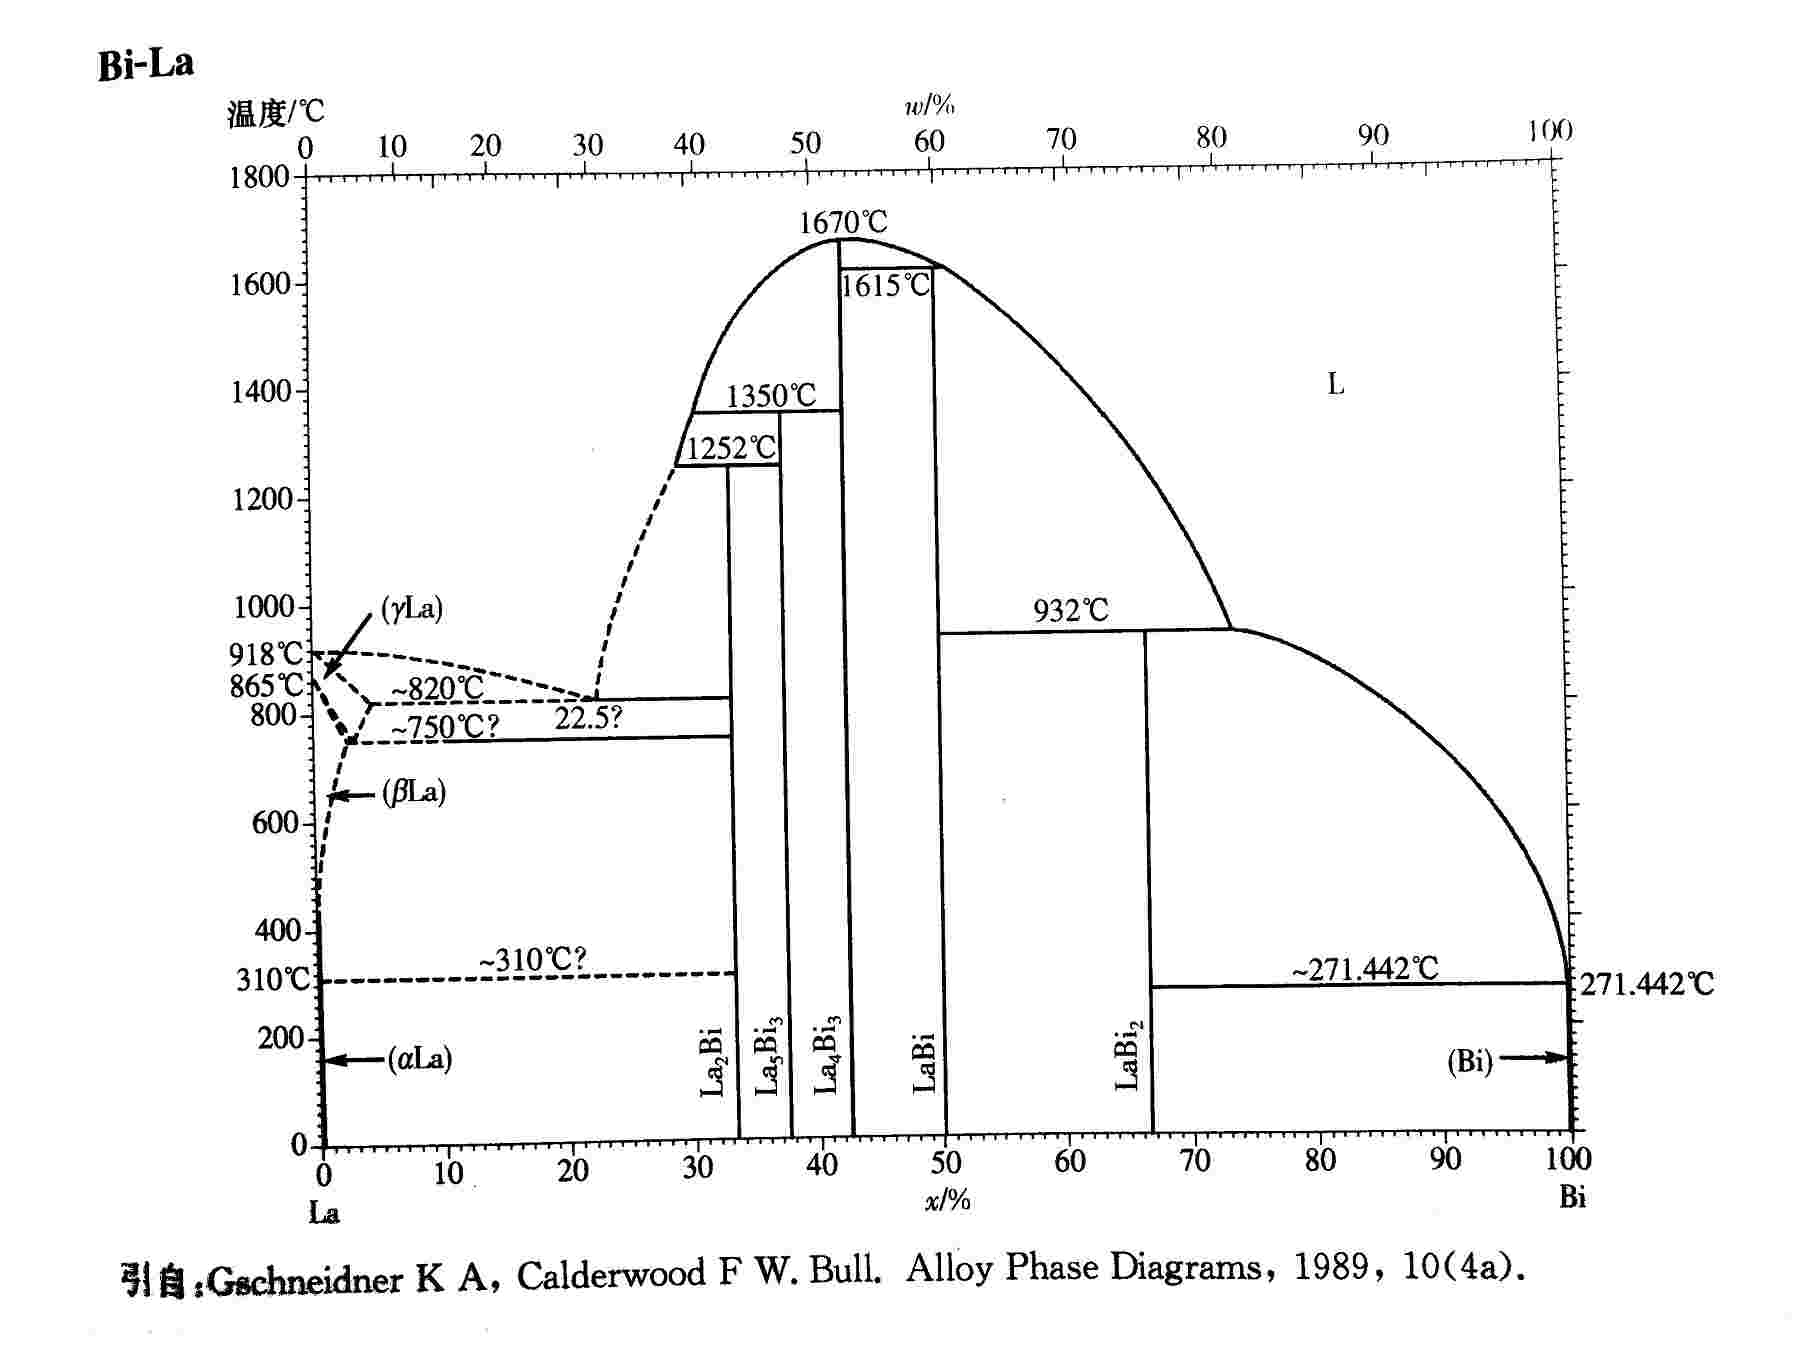 Bi-La
温度/℃
w/%
0 10 20 30 40 50 60 70 80 90 100
1800
1670℃
1600
1615℃
1400
1350℃
L
1252℃
1200
1000
(γLa)
932℃
918℃
865℃
~820℃
800
~750℃?
22.5?
(βLa)
600
400
~310℃?
310℃
~271.442℃
271.442℃
200
(αLa)
La₂Bi
La₅Bi₃
La₄Bi₃
LaBi
LaBi₂
(Bi)
0
0 10 20 30 40 50 60 70 80 90 100
La
x/%
Bi
引自:Gschneidner K A, Calderwood F W. Bull. Alloy Phase Diagrams, 1989, 10(4a).